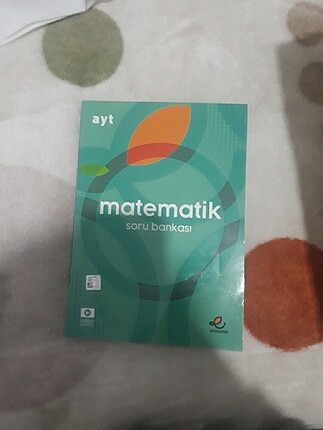 ayt
matematik
soru bankası